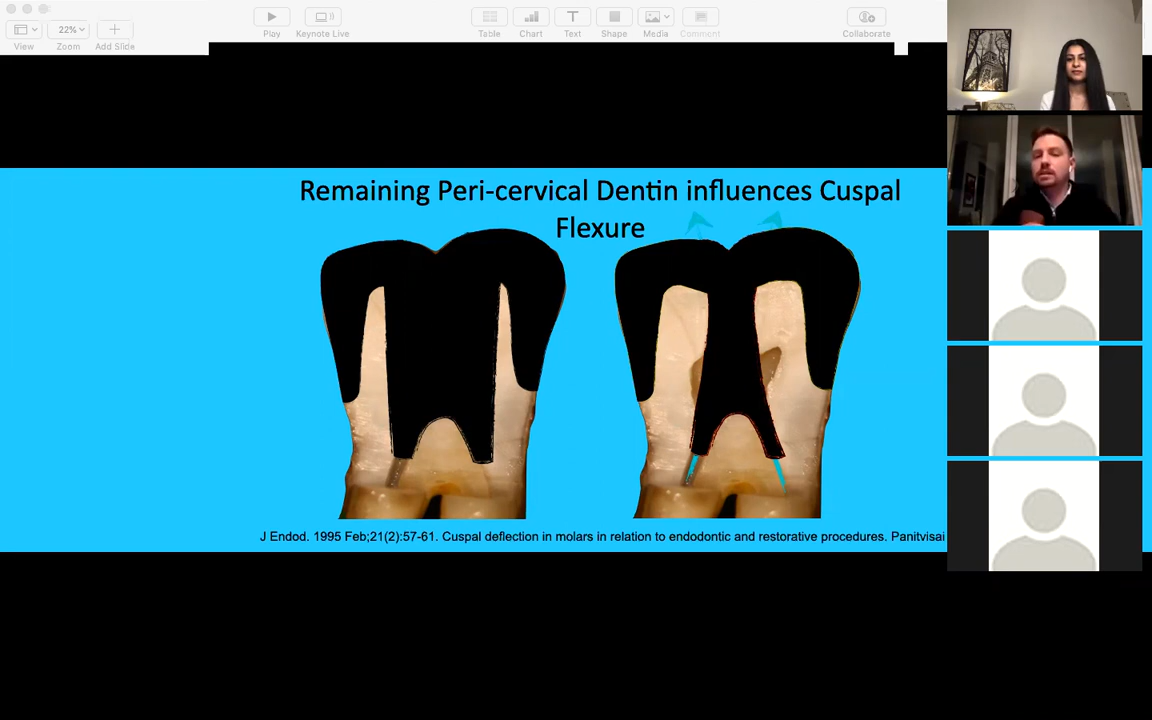 22%
View
Zoom
Add Slide
Play
Keynote Live
Table
Chart
Text
Shape
Media
Comment
Collaborate
Remaining Peri-cervical Dentin influences Cuspal
Flexure
J Endod. 1995 Feb;21(2):57-61. Cuspal deflection in molars in relation to endodontic and restorative procedures. Panitvisai